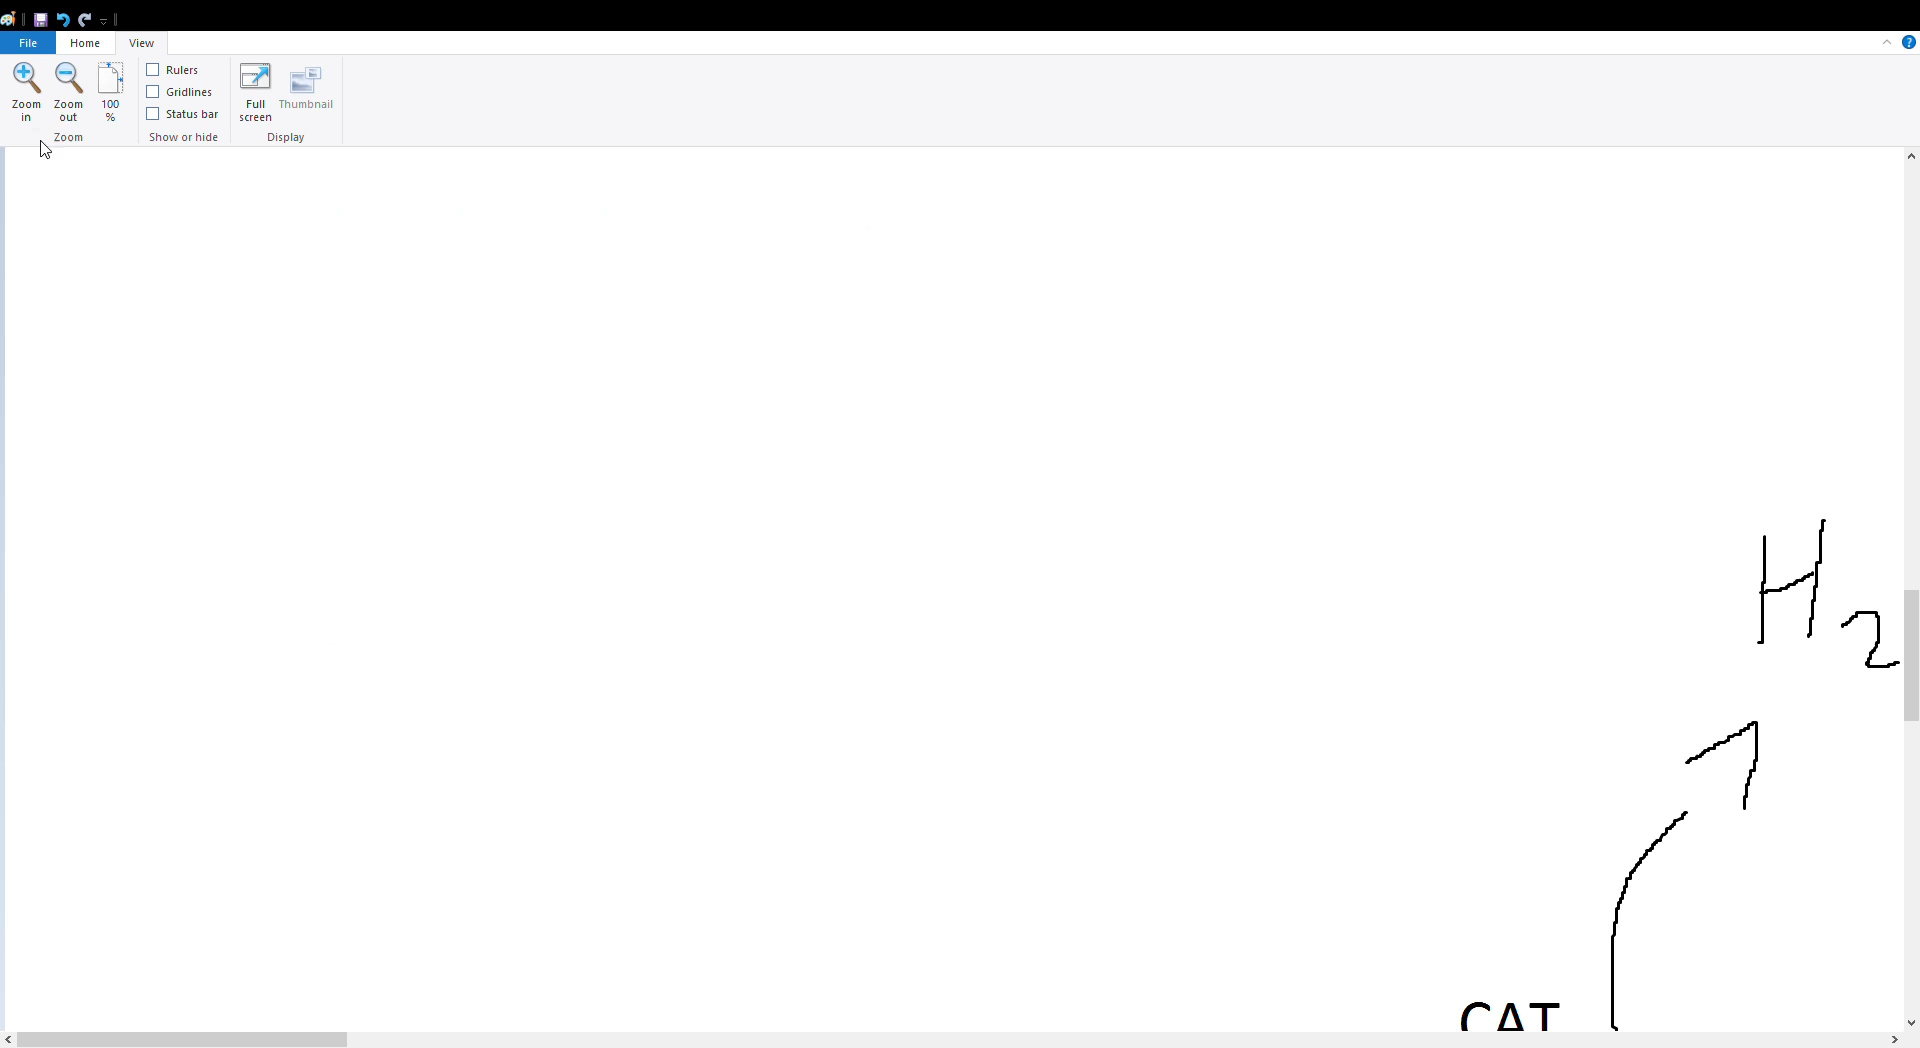 File Home View
Zoom in
Zoom out
100 %
Rulers
Gridlines
Status bar
Full screen
Thumbnail
Zoom
Show or hide
Display
H2
CAT